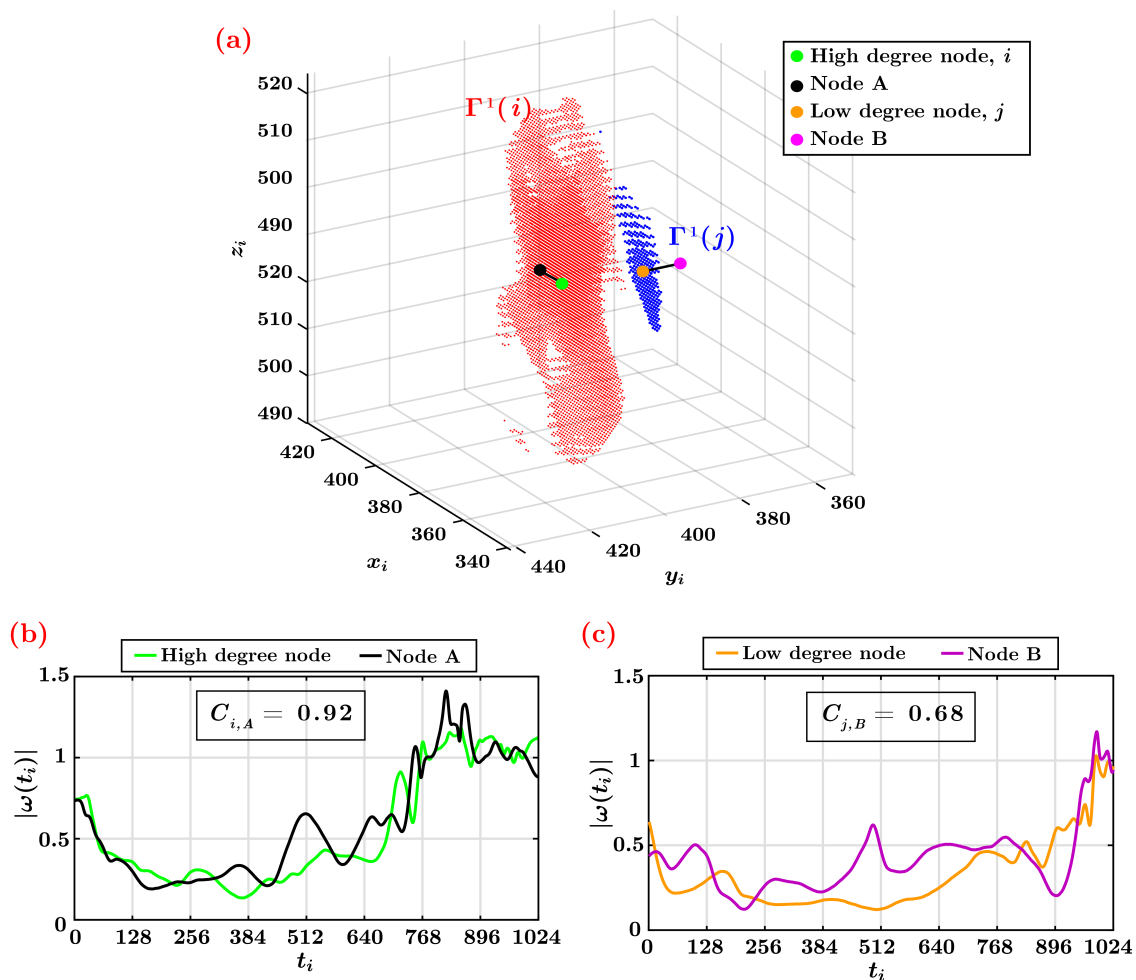 (a)
High degree node, i
Node A
Low degree node, j
Node B
Γ¹(i)
Γ¹(j)
520
510
500
490
520
510
500
490
z_i
420
400
380
360
340
x_i
440
420
400
380
360
y_i
(b)
High degree node
Node A
C_{i,A} = 0.92
1.5
1
0.5
0
|ω(t_i)|
0 128 256 384 512 640 768 896 1024
t_i
(c)
Low degree node
Node B
C_{j,B} = 0.68
1.5
1
0.5
0
|ω(t_i)|
0 128 256 384 512 640 768 896 1024
t_i